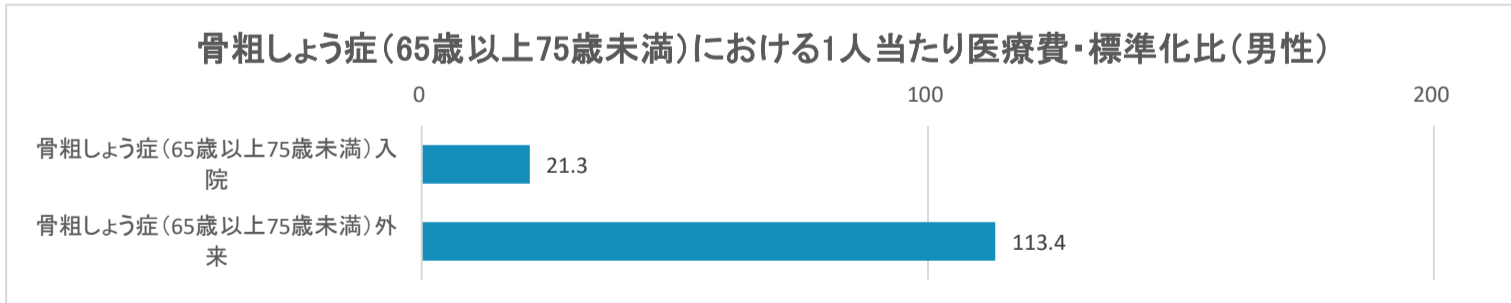 骨粗しょう症（65歳以上75歳未満）における1人当たり医療費・標準化比（男性）
0 100 200
骨粗しょう症（65歳以上75歳未満）入
院
21.3
骨粗しょう症（65歳以上75歳未満）外
来
113.4